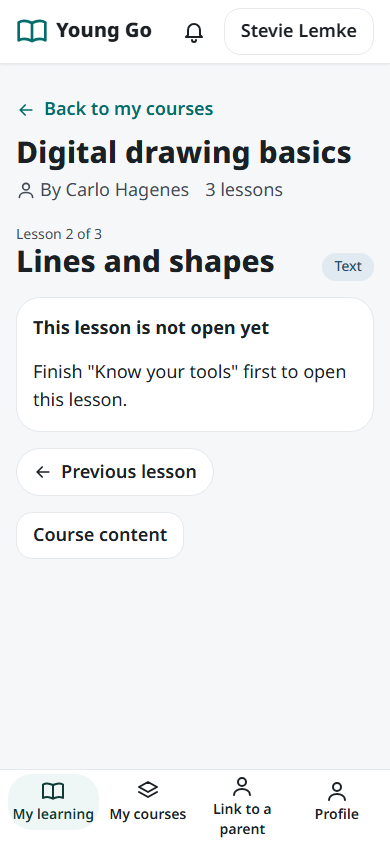 Young Go
Stevie Lemke
Back to my courses
Digital drawing basics
By Carlo Hagenes 3 lessons
Lesson 2 of 3
Lines and shapes
Text
This lesson is not open yet
Finish "Know your tools" first to open
this lesson.
Previous lesson
Course content
My learning
My courses
Link to a
parent
Profile